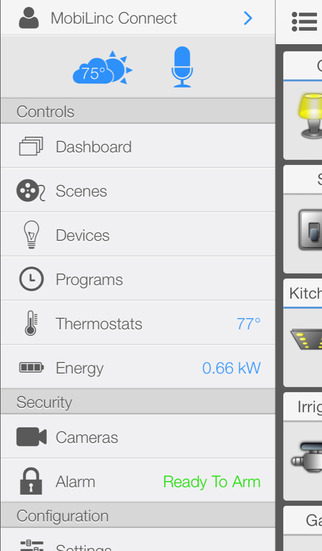 MobiLinc Connect
75°
Controls
Dashboard
Scenes
Devices
Programs
Thermostats 77°
Kitch
Energy 0.66 kW
Security
Irrig
Cameras
Alarm Ready To Arm
Configuration
Ga
Settings